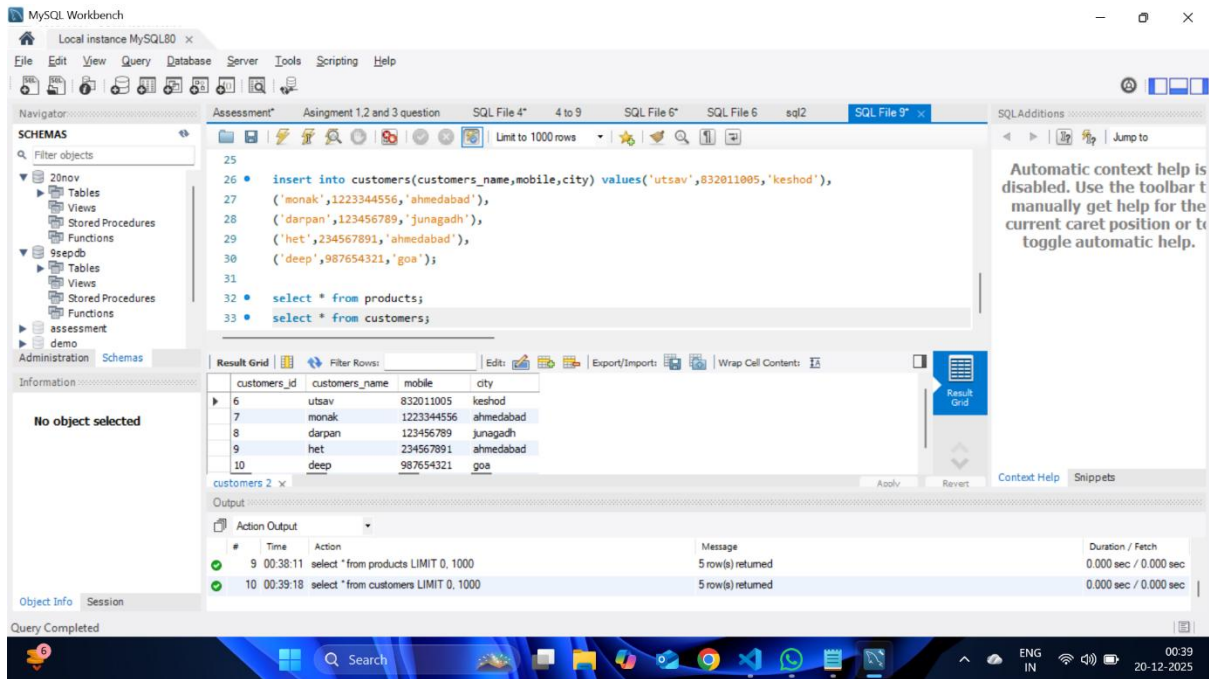 MySQL Workbench
Local instance MySQL80
File Edit View Query Database Server Tools Scripting Help
Navigator
SCHEMAS
Filter objects
20nov
Tables
Views
Stored Procedures
Functions
9sepdb
Tables
Views
Stored Procedures
Functions
assessment
demo
Administration Schemas
Information
No object selected
Object Info Session
Assessment* Asingment 1,2 and 3 question SQL File 4* 4 to 9 SQL File 6* SQL File 6 sql2 SQL File 9*
Limit to 1000 rows
25
26 insert into customers(customers_name,mobile,city) values('utsav',832011005,'keshod'),
27 ('monak',1223344556,'ahmedabad'),
28 ('darpan',123456789,'junagadh'),
29 ('het',234567891,'ahmedabad'),
30 ('deep',987654321,'goa');
31
32 select * from products;
33 select * from customers;
Result Grid Filter Rows: Edit: Export/Import: Wrap Cell Content:
customers_id customers_name mobile city
6 utsav 832011005 keshod
7 monak 1223344556 ahmedabad
8 darpan 123456789 junagadh
9 het 234567891 ahmedabad
10 deep 987654321 goa
Result
Grid
customers 2 Apply Revert
Output
Action Output
# Time Action Message Duration / Fetch
9 00:38:11 select * from products LIMIT 0, 1000 5 row(s) returned 0.000 sec / 0.000 sec
10 00:39:18 select * from customers LIMIT 0, 1000 5 row(s) returned 0.000 sec / 0.000 sec
SQLAdditions
Jump to
Automatic context help is
disabled. Use the toolbar t
manually get help for the
current caret position or to
toggle automatic help.
Context Help Snippets
Query Completed
6
Search
ENG
IN
00:39
20-12-2025